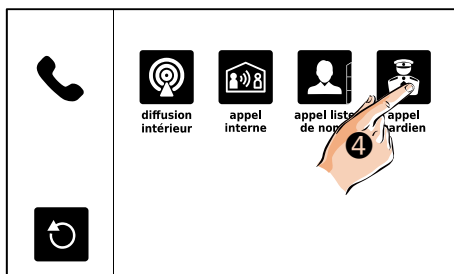 diffusion
intérieur
appel
interne
appel liste
de
appel
4